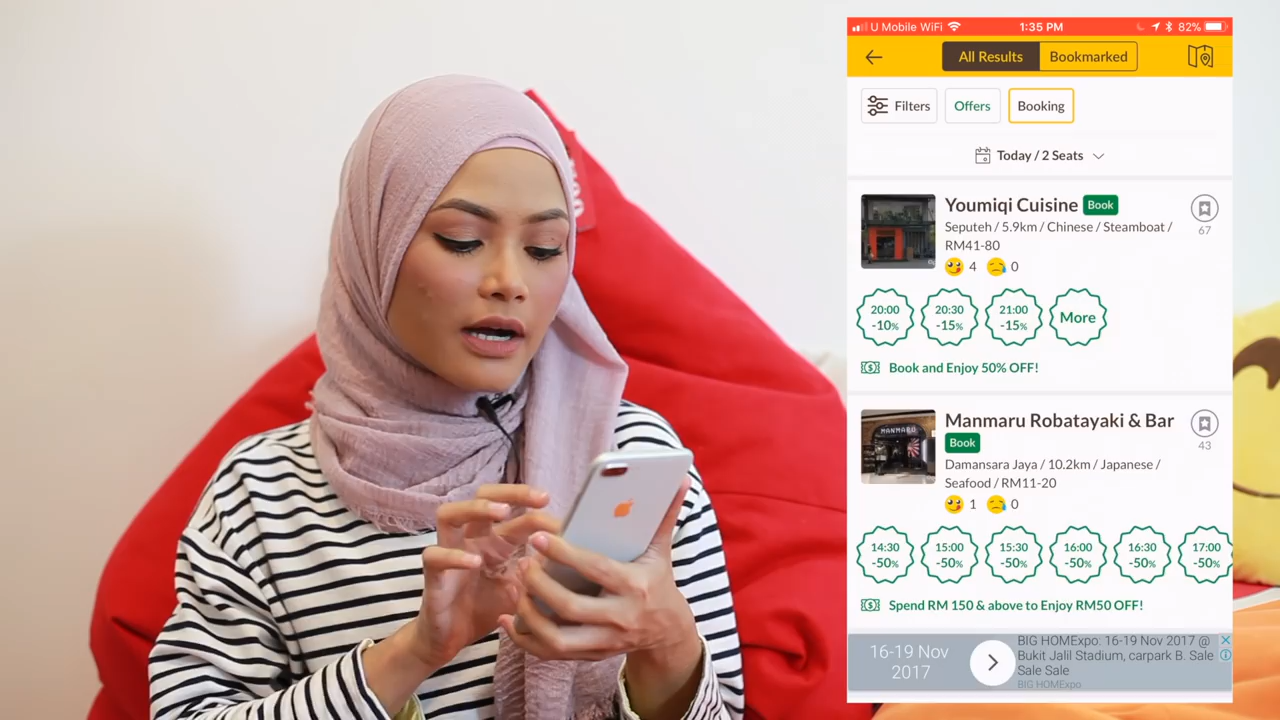 U Mobile WiFi 1:35 PM 82%
All Results Bookmarked
Filters Offers Booking
Today / 2 Seats
Youmiqi Cuisine Book
Seputeh / 5.9km / Chinese / Steamboat /
RM41-80
67
4 0
20:00 20:30 21:00 More
-10% -15% -15%
Book and Enjoy 50% OFF!
MANMARU
Manmaru Robatayaki & Bar
Book
43
Damansara Jaya / 10.2km / Japanese /
Seafood / RM11-20
1 0
14:30 15:00 15:30 16:00 16:30 17:00
-50% -50% -50% -50% -50% -50%
Spend RM 150 & above to Enjoy RM50 OFF!
16-19 Nov
2017
BIG HOMExpo. 16-19 Nov 2017 @
Bukit Jalil Stadium, carpark B. Sale
Sale Sale
BIG HOMExpo